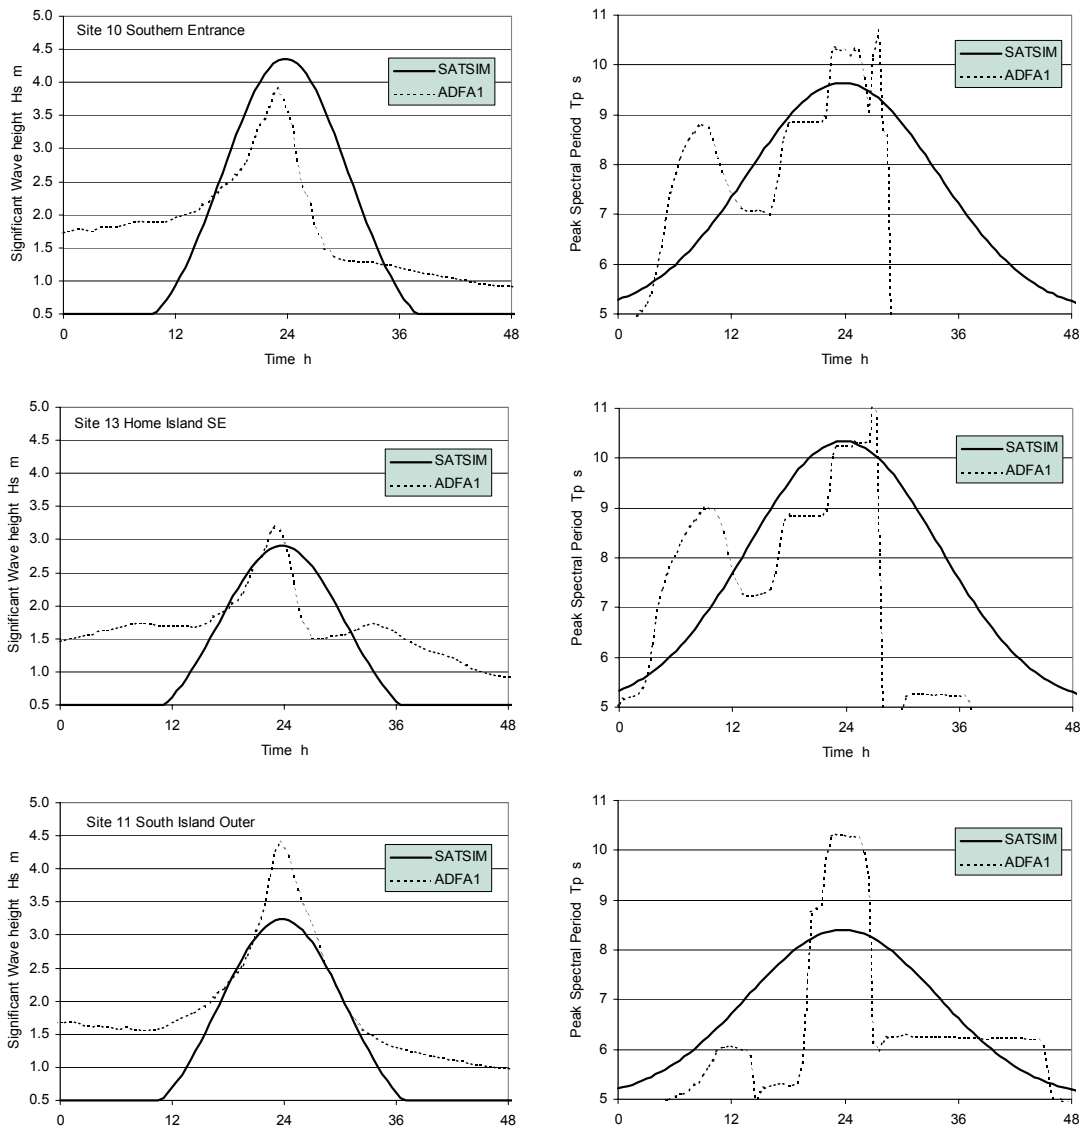 Site 10 Southern Entrance
SATSIM
ADFA1
Significant Wave height Hs m
5.0
4.5
4.0
3.5
3.0
2.5
2.0
1.5
1.0
0.5
0 12 24 36 48
Time h
SATSIM
ADFA1
Peak Spectral Period Tp s
11
10
9
8
7
6
5
0 12 24 36 48
Time h
Site 13 Home Island SE
SATSIM
ADFA1
Significant Wave height Hs m
5.0
4.5
4.0
3.5
3.0
2.5
2.0
1.5
1.0
0.5
0 12 24 36 48
Time h
SATSIM
ADFA1
Peak Spectral Period Tp s
11
10
9
8
7
6
5
0 12 24 36 48
Time h
Site 11 South Island Outer
SATSIM
ADFA1
Significant Wave height Hs m
5.0
4.5
4.0
3.5
3.0
2.5
2.0
1.5
1.0
0.5
0 12 24 36 48
SATSIM
ADFA1
Peak Spectral Period Tp s
11
10
9
8
7
6
5
0 12 24 36 48